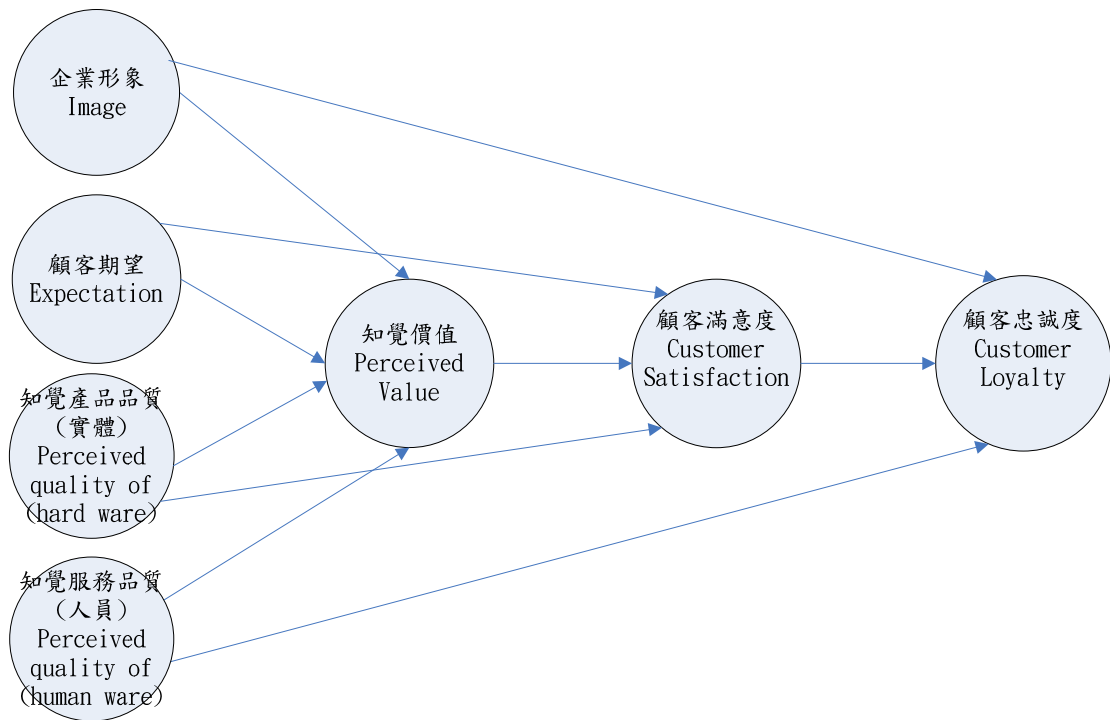 企業形象
Image
顧客期望
Expectation
知覺產品品質
(實體)
Perceived
quality of
(hard ware)
知覺服務品質
(人員)
Perceived
quality of
(human ware)
知覺價值
Perceived
Value
顧客滿意度
Customer
Satisfaction
顧客忠誠度
Customer
Loyalty